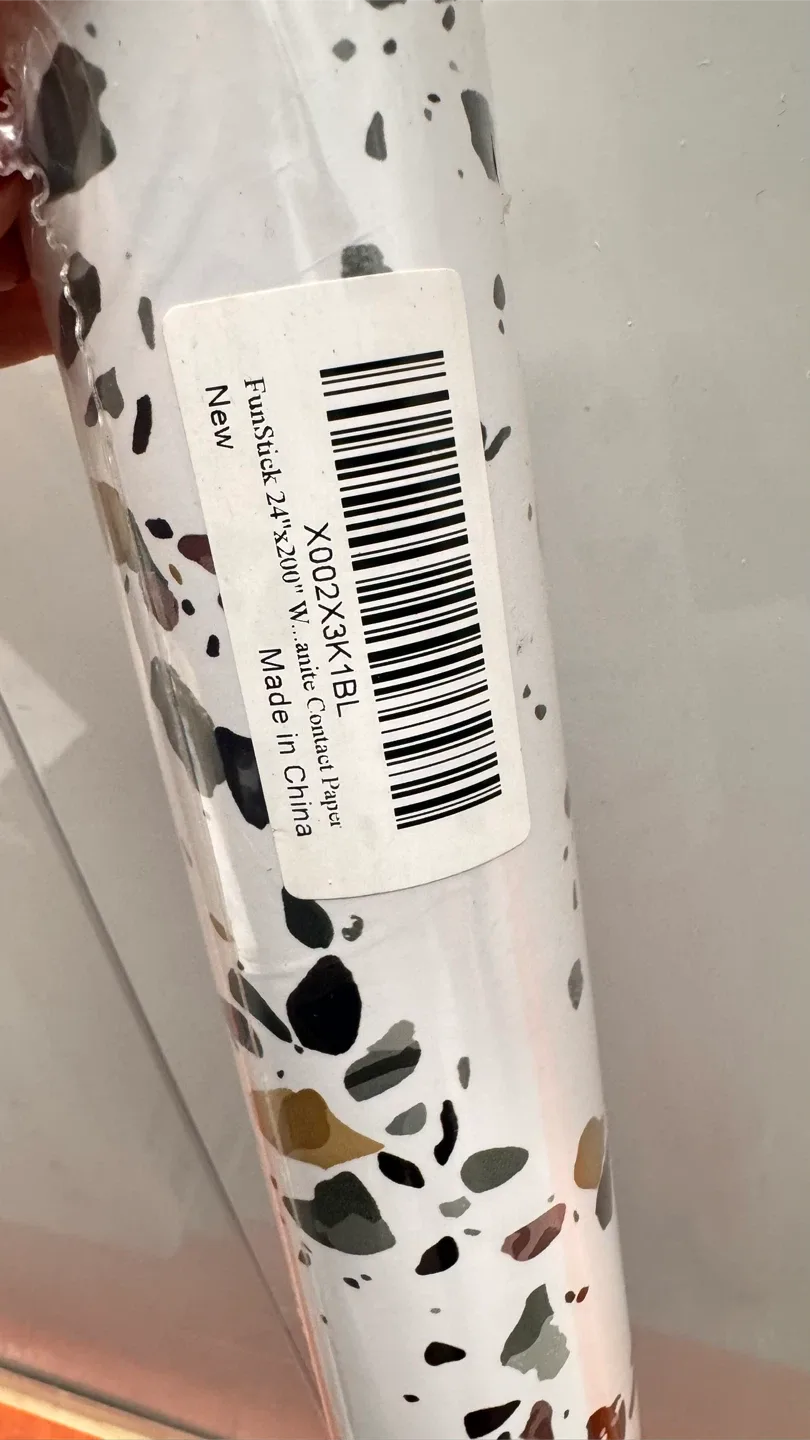 X002X3K1BL
FunStick 24"x200" W...anite Contact Paper
New
Made in China